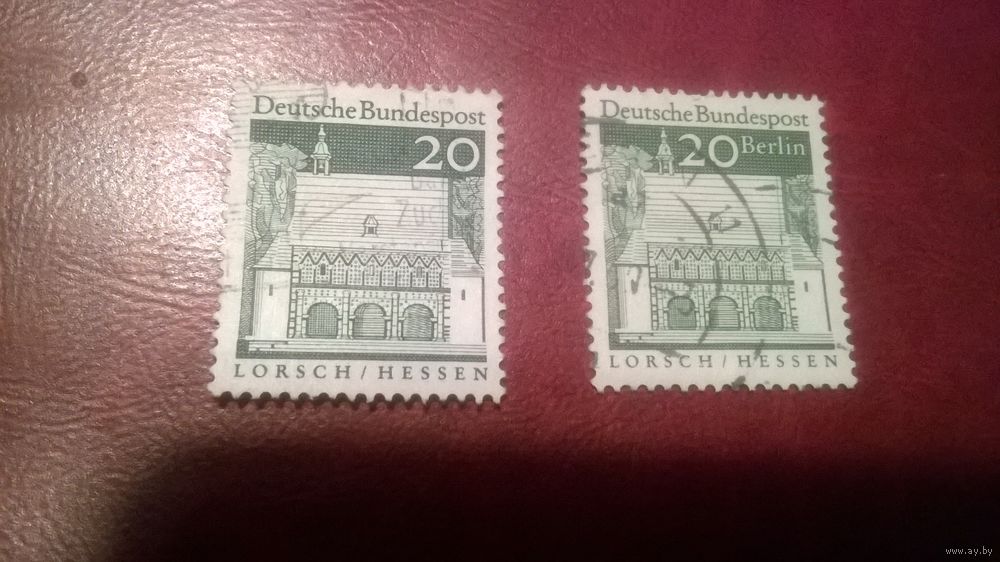 Deutsche Bundespost
20
LORSCH/HESSEN
Deutsche Bundespost
20 Berlin
LORSCH/HESSEN
www.ay.by